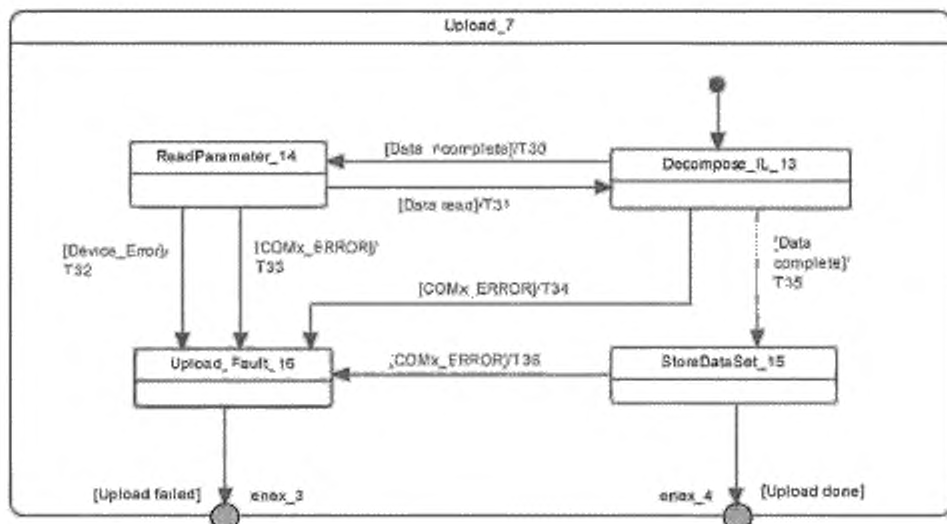 Upload_7
ReadParameter_14
[Data incomplete]/T30
Decompose_IL_13
[Data read]/T31
[Device_Error]/
T32
[COMx_ERROR]/
T33
[Data
complete]/
T35
[COMx_ERROR]/T34
Upload_Fault_16
[COMx_ERROR]/T36
StoreDataSet_15
[Upload failed]
enex_3
enex_4
[Upload done]